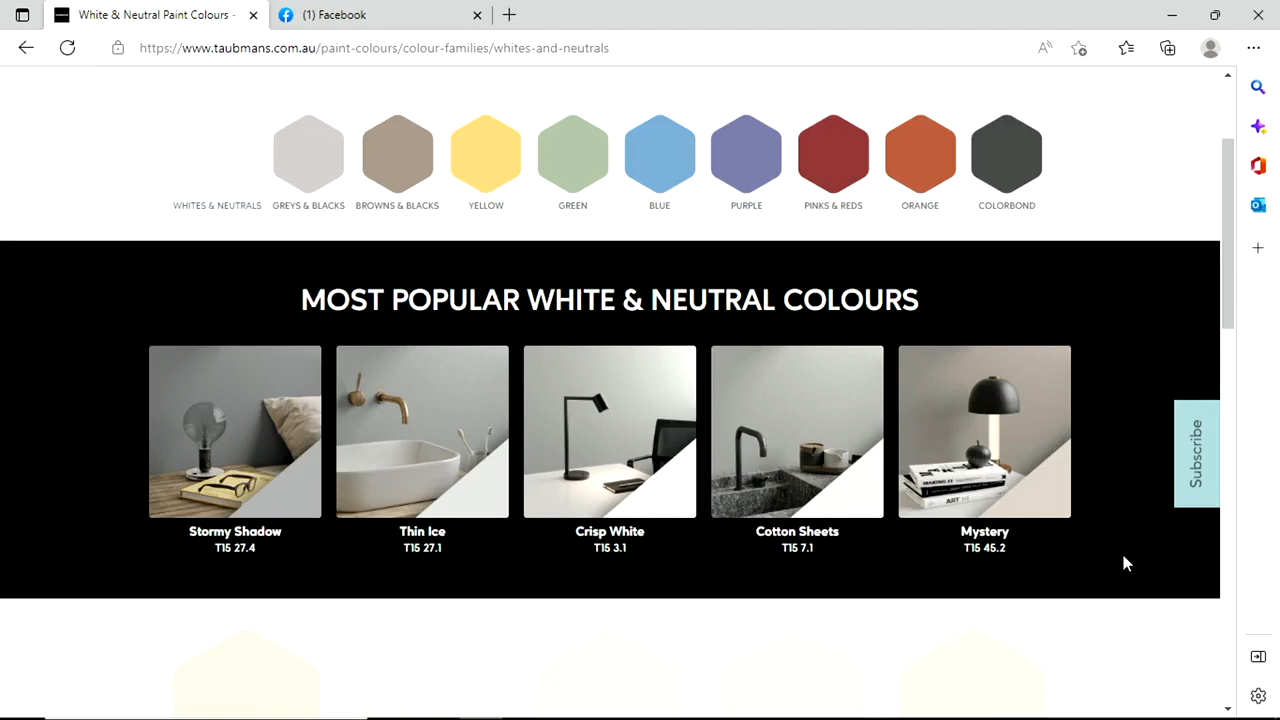 White & Neutral Paint Colours -
(1) Facebook
https://www.taubmans.com.au/paint-colours/colour-families/whites-and-neutrals
WHITES & NEUTRALS
GREYS & BLACKS
BROWNS & BLACKS
YELLOW
GREEN
BLUE
PURPLE
PINKS & REDS
ORANGE
COLORBOND
MOST POPULAR WHITE & NEUTRAL COLOURS
MAKING IT
ART
Stormy Shadow
T15 27.4
Thin Ice
T15 27.1
Crisp White
T15 3.1
Cotton Sheets
T15 7.1
Mystery
T15 45.2
Subscribe